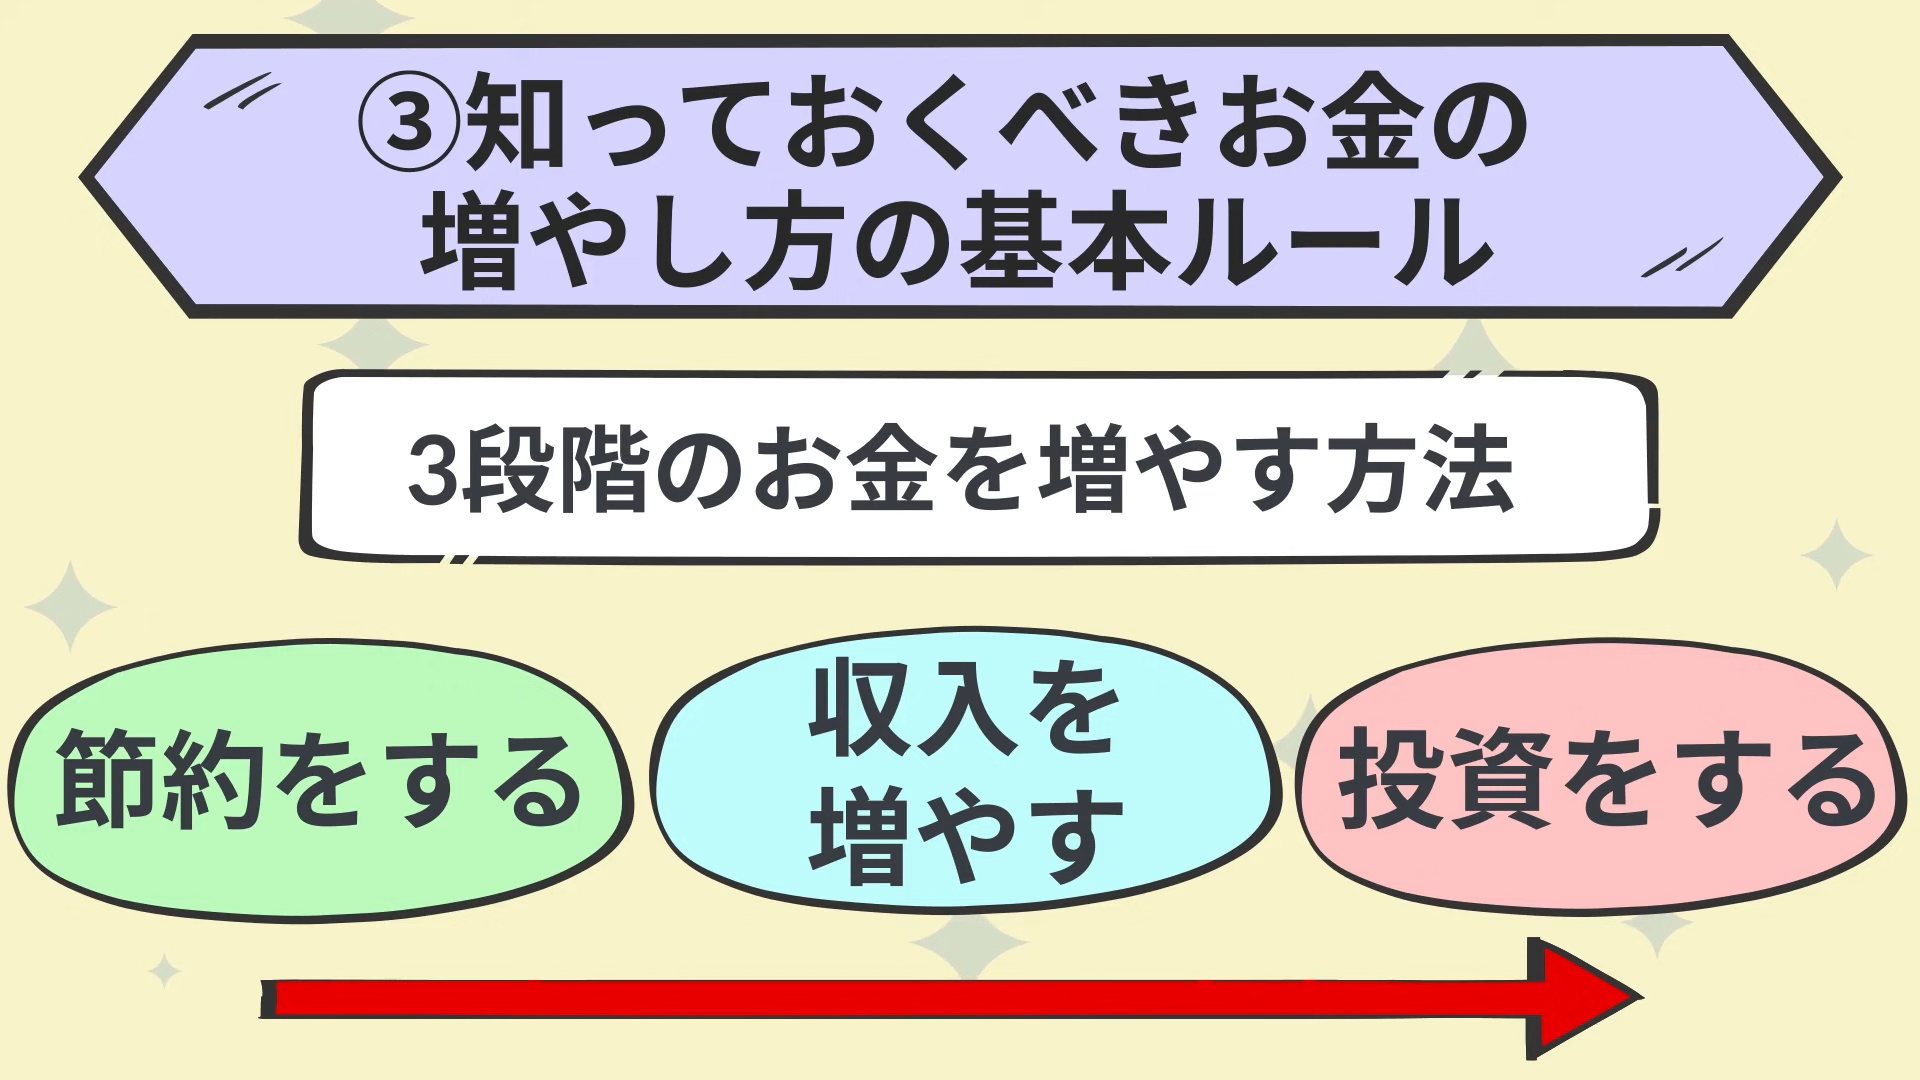 ③知っておくべきお金の
増やし方の基本ルール
3段階のお金を増やす方法
節約をする
収入を
増やす
投資をする